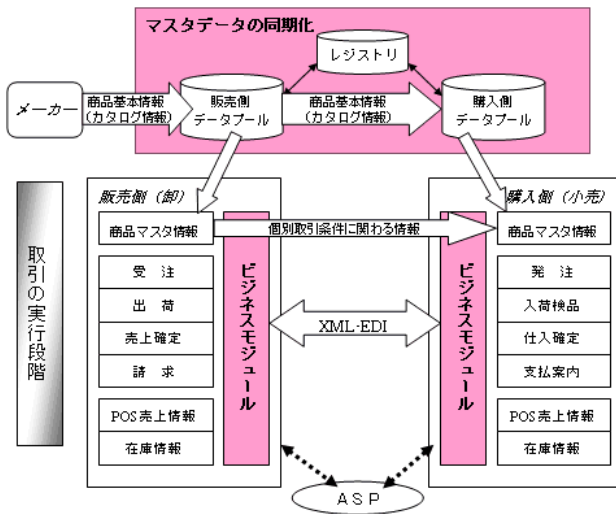 マスタデータの同期化
レジストリ
メーカー
商品基本情報
(カタログ情報)
販売側
データプール
商品基本情報
(カタログ情報)
購入側
データプール
取引の実行段階
販売側 (卸)
商品マスタ情報
受 注
出 荷
売上確定
請 求
POS売上情報
在庫情報
ビジネスモジュール
個別取引条件に関わる情報
XML-EDI
ビジネスモジュール
購入側 (小売)
商品マスタ情報
発 注
入荷検品
仕入確定
支払案内
POS売上情報
在庫情報
ASP